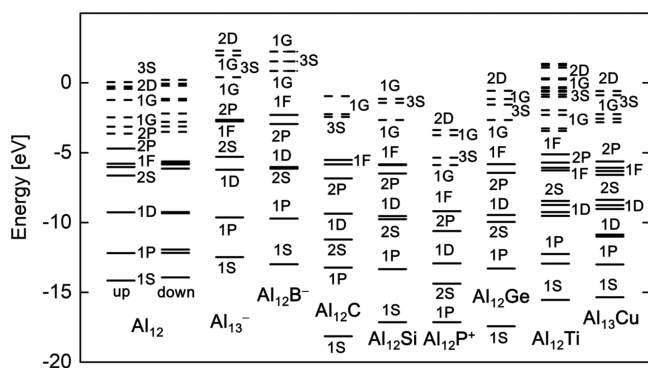 Energy [eV]
0
-5
-10
-15
-20
3S
2D
1G
1G
2P
2P
1F
2S
1D
1P
1S
up down
Al₁₂
2D
1G 3S
1G
2P
1F
2S
1D
1P
1S
Al₁₃⁻
1G
3S
1G
1F
2P
1D
2S
1P
1S
Al₁₂B⁻
1G
3S
1F
2P
1D
2S
1P
Al₁₂C
1S
1G
3S
1G
1F
2P
1D
2S
1P
1S
Al₁₂Si
2D
1G
3S
1G
1F
2P
1D
2S
1P
Al₁₂P⁺
2D
1G
3S
1G
1F
2P
1D
2S
1P
Al₁₂Ge
1S
2D
1G
3S
1G
1F
2P
1F
2S
1D
1P
1S
Al₁₂Ti
2D
3S
1G
2P
1F
2S
1D
1P
1S
Al₁₃Cu